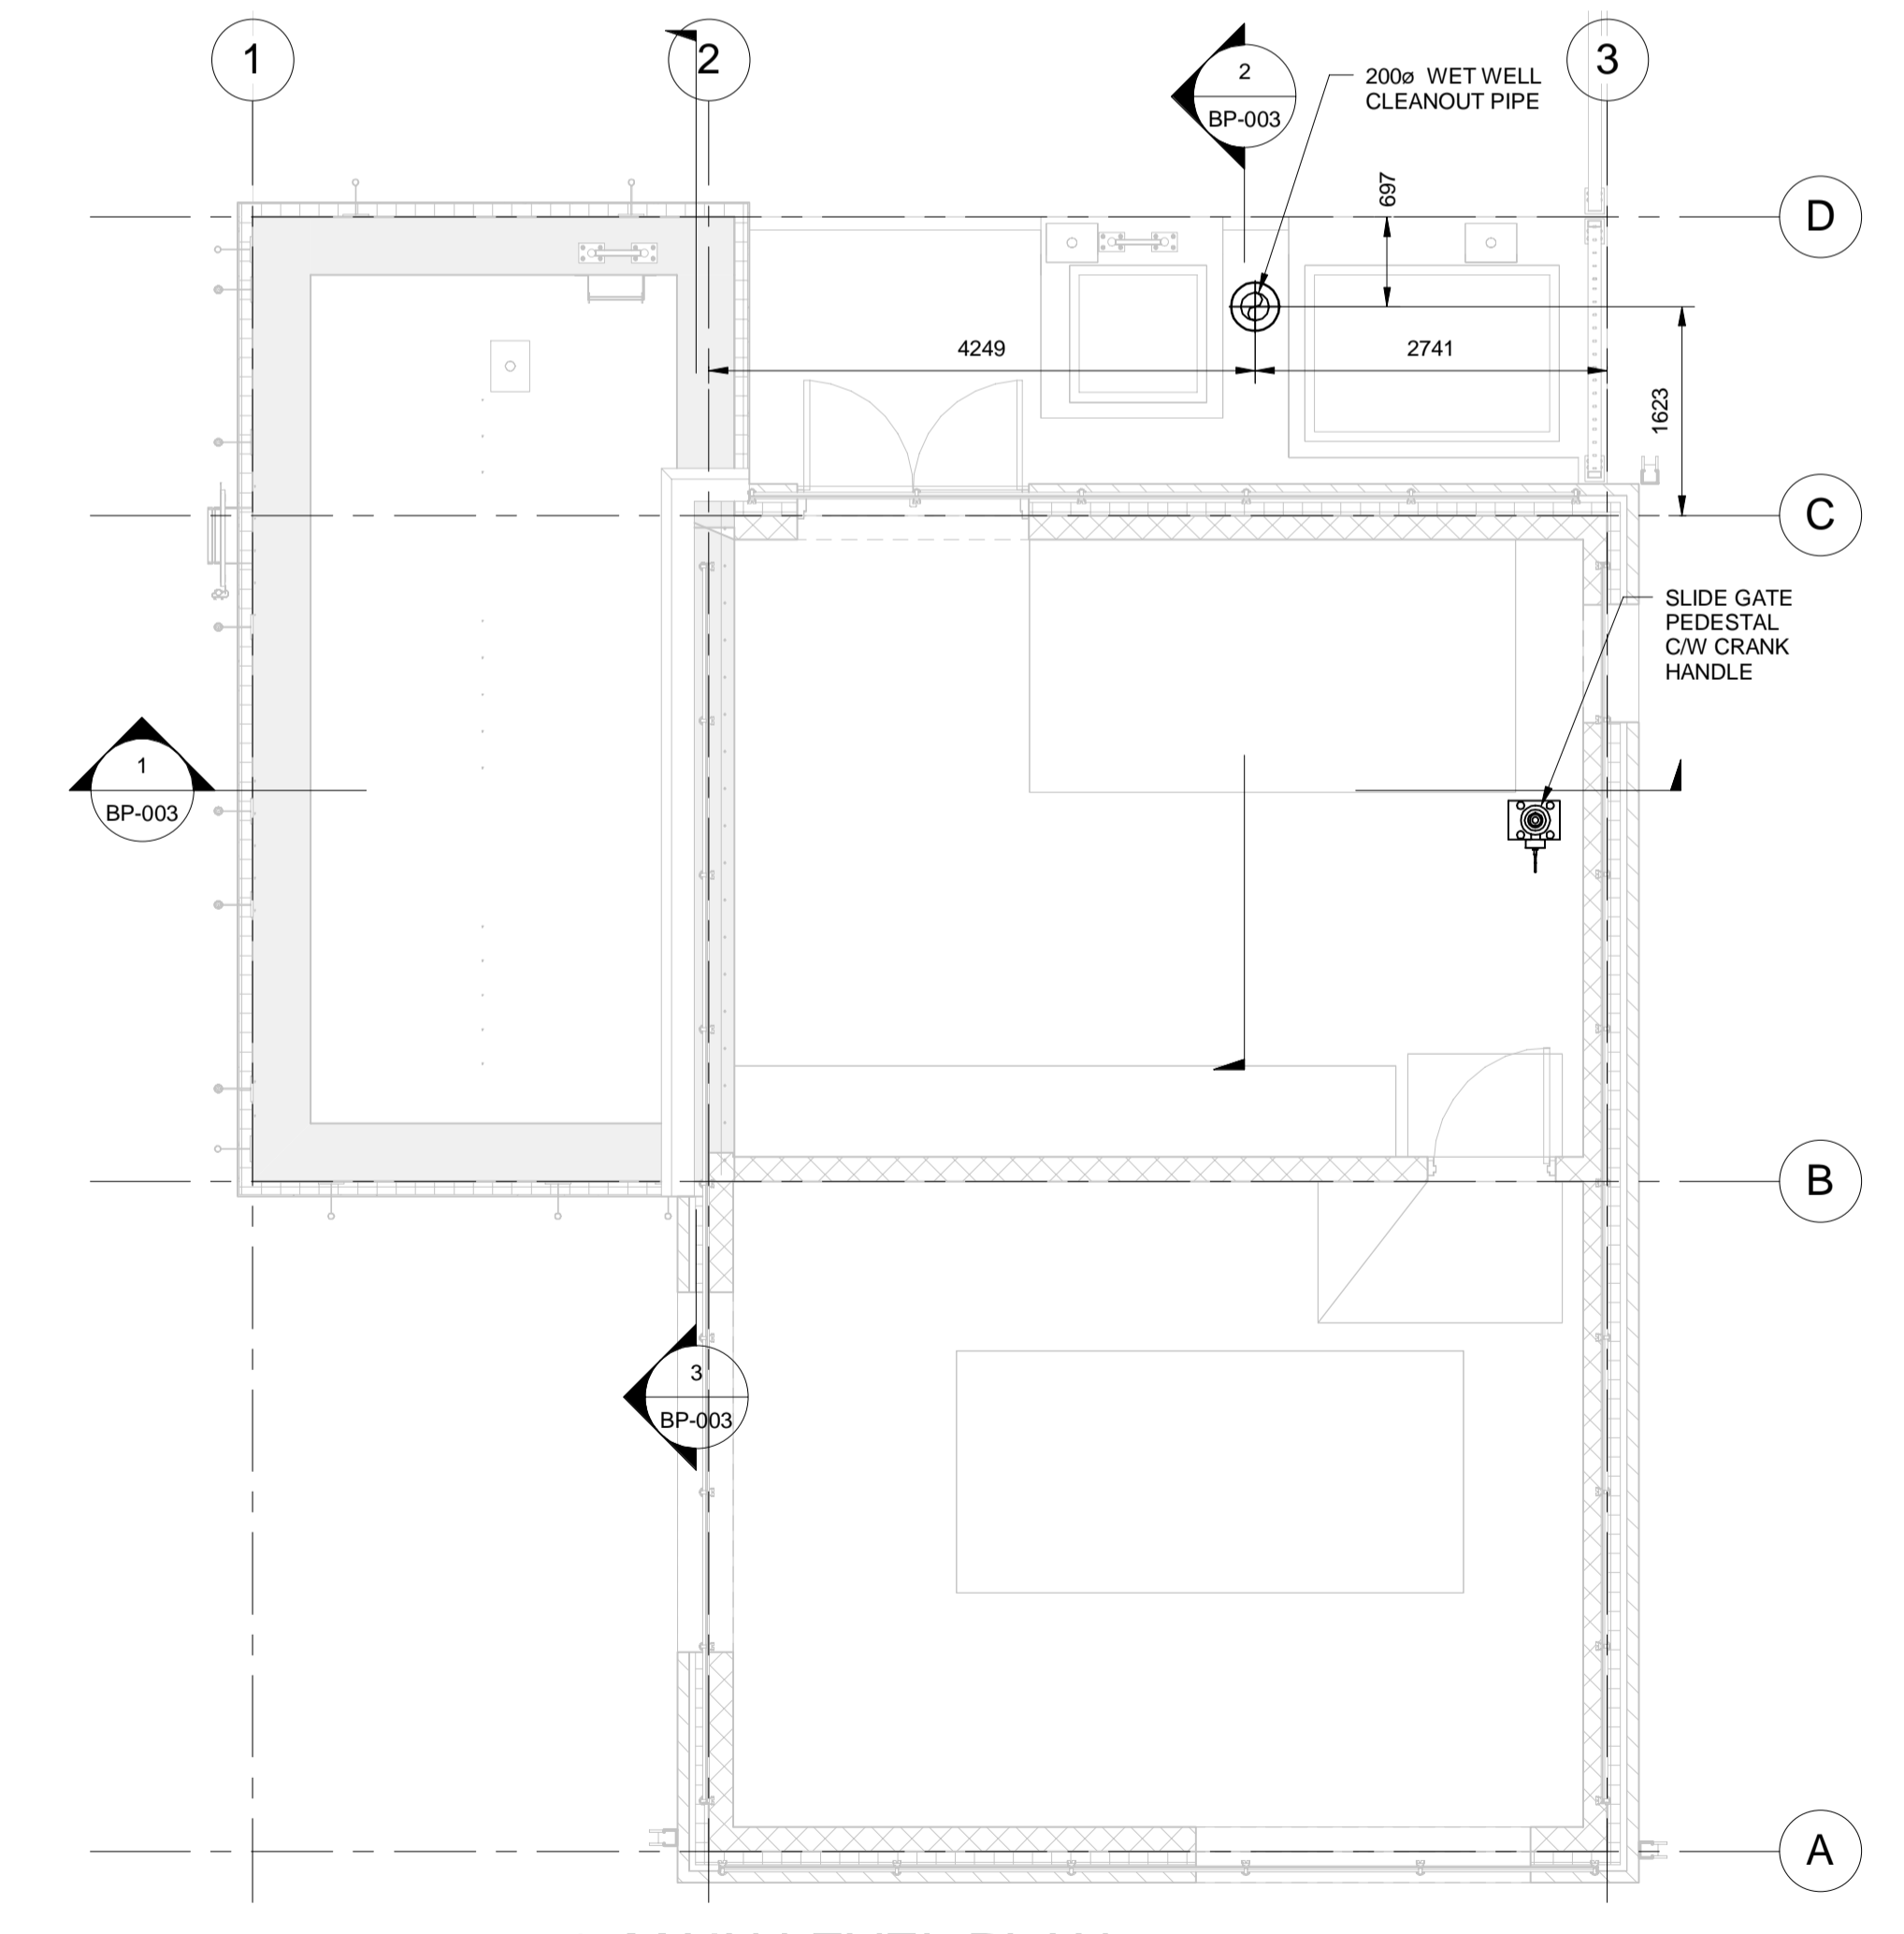 1
2
3
2
BP-003
200ø WET WELL
CLEANOUT PIPE
697
D
4249
2741
1623
C
SLIDE GATE
PEDESTAL
C/W CRANK
HANDLE
1
BP-003
B
3
BP-003
A